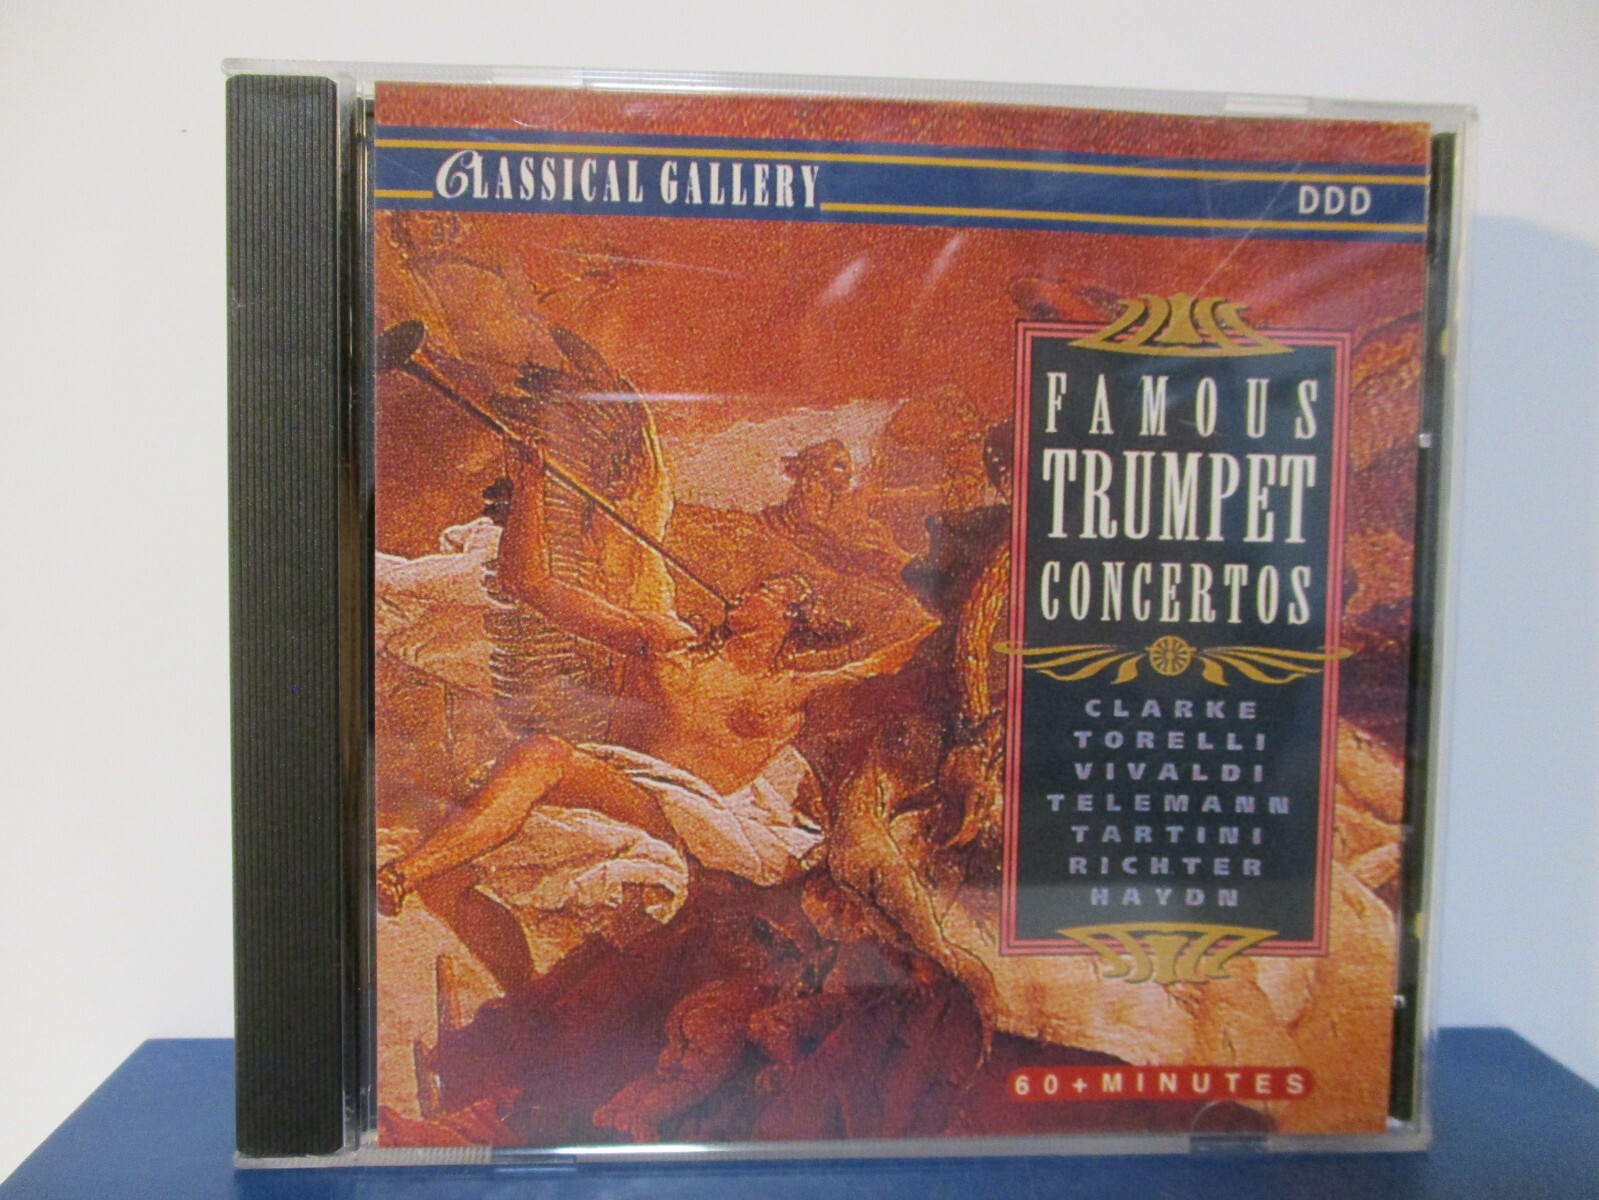 CLASSICAL GALLERY
DDD
FAMOUS
TRUMPET
CONCERTOS
CLARKE
TORELLI
VIVALDI
TELEMANN
TARTINI
RICHTER
HAYDN
60+MINUTES